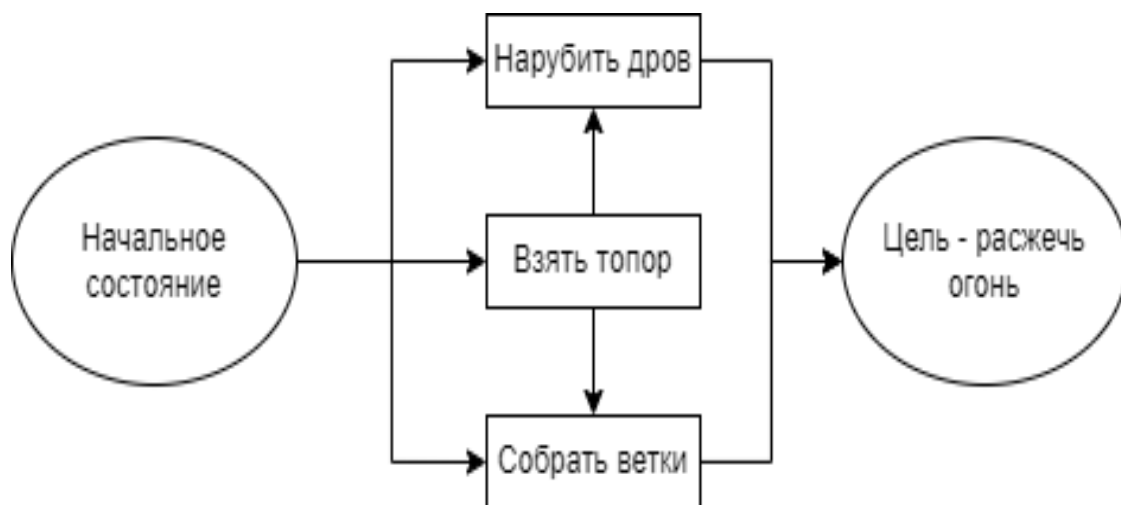 Нарубить дров
Начальное
состояние
Взять топор
Цель - расжечь
огонь
Собрать ветки